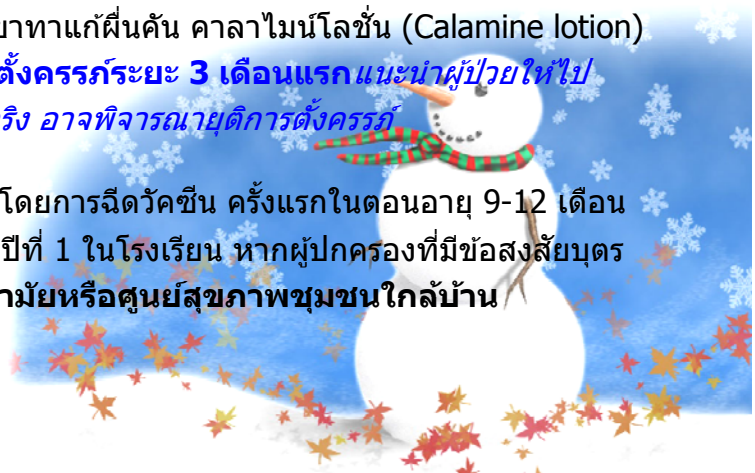 ยาทาแก้ผื่นคัน คาลาไมน์โลชั่น (Calamine lotion)
ตั้งครรภ์ระยะ 3 เดือนแรกแนะนำผู้ป่วยให้ไป
ริง อาจพิจารณายุติการตั้งครรภ์
โดยการฉีดวัคซีน ครั้งแรกในตอนอายุ 9-12 เดือน
ปีที่ 1 ในโรงเรียน หากผู้ปกครองที่มีข้อสงสัยบุตร
ามัยหรือศูนย์สุขภาพชุมชนใกล้บ้าน